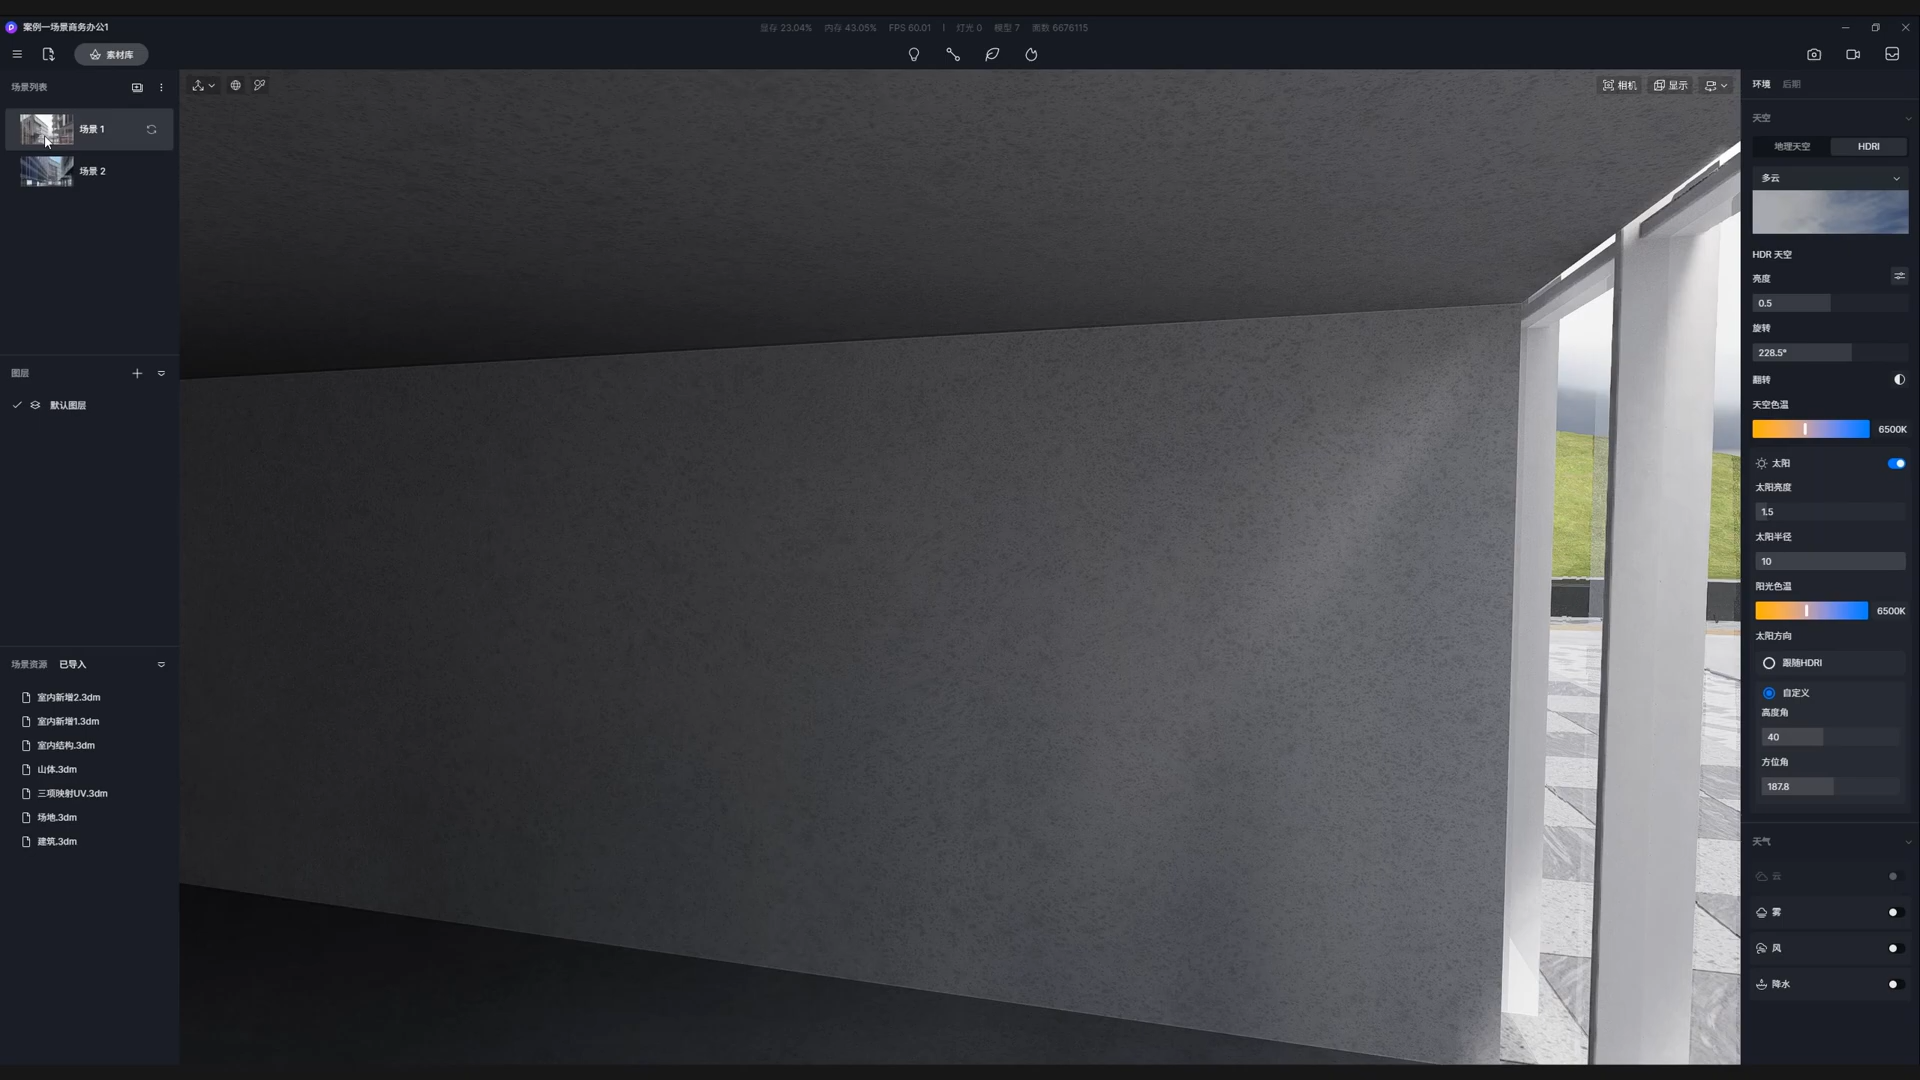 案例一场景商务办公1
显存 23.04% 内存 43.05% FPS 60.01 | 灯光 0 模型 7 面数 6676115
素材库
场景列表
场景 1
场景 2
图层
默认图层
场景资源 已导入
室内新增2.3dm
室内新增1.3dm
室内结构.3dm
山体.3dm
三项映射UV.3dm
场地.3dm
建筑.3dm
相机 显示
环境 后期
天空
地理天空 HDRI
多云
HDR 天空
亮度
0.5
旋转
228.5°
翻转
天空色温
6500K
太阳
太阳亮度
1.5
太阳半径
10
阳光色温
6500K
太阳方向
跟随HDRI
自定义
高度角
40
方位角
187.8
天气
云
雾
风
降水